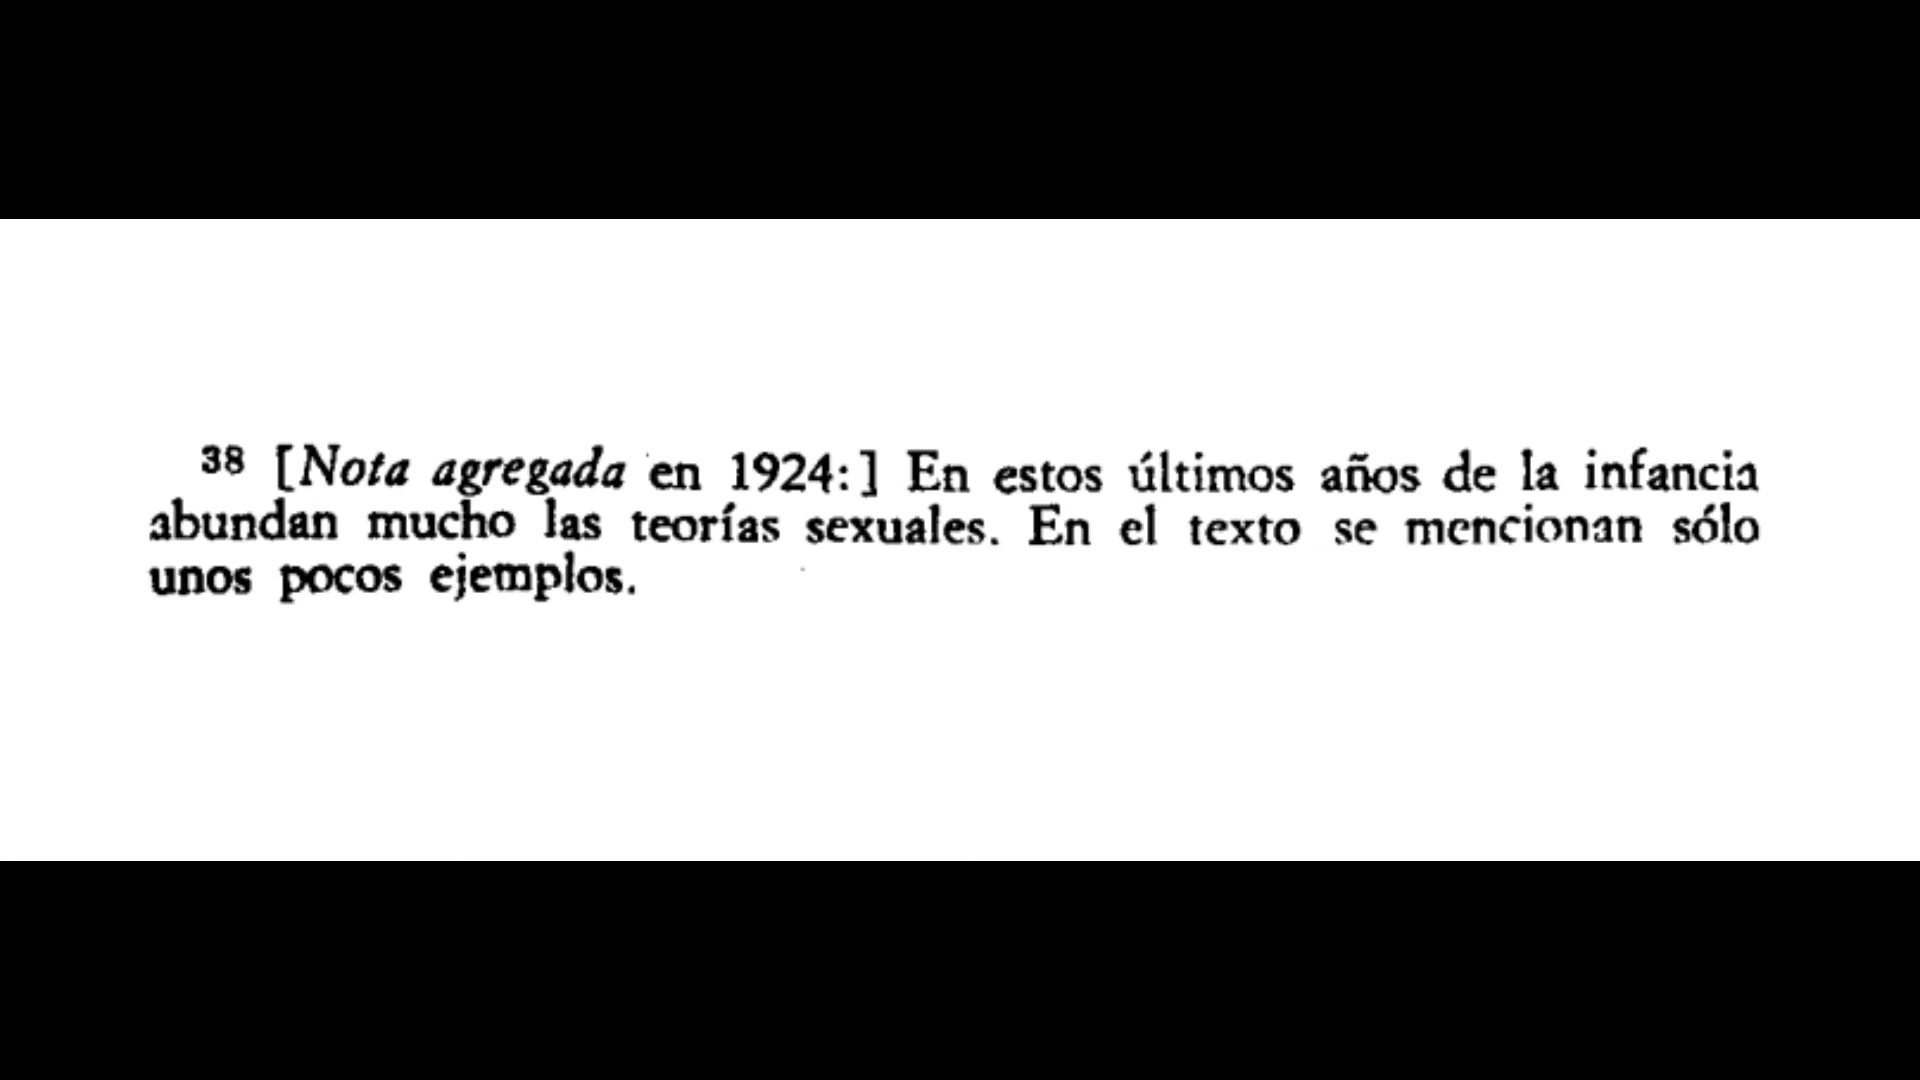 38 [Nota agregada en 1924:] En estos últimos años de la infancia
abundan mucho las teorías sexuales. En el texto se mencionan sólo
unos pocos ejemplos.